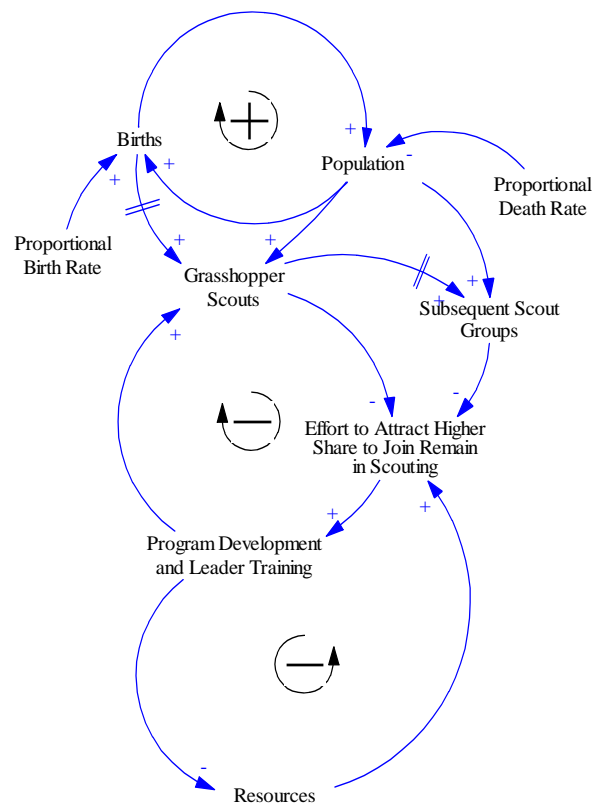 Births
+
+
Population
-
+
+
Proportional
Death Rate
Proportional
Birth Rate
+
+
Grasshopper
Scouts
+
+
Subsequent Scout
Groups
+
-
-
Effort to Attract Higher
Share to Join Remain
in Scouting
+
+
Program Development
and Leader Training
-
Resources